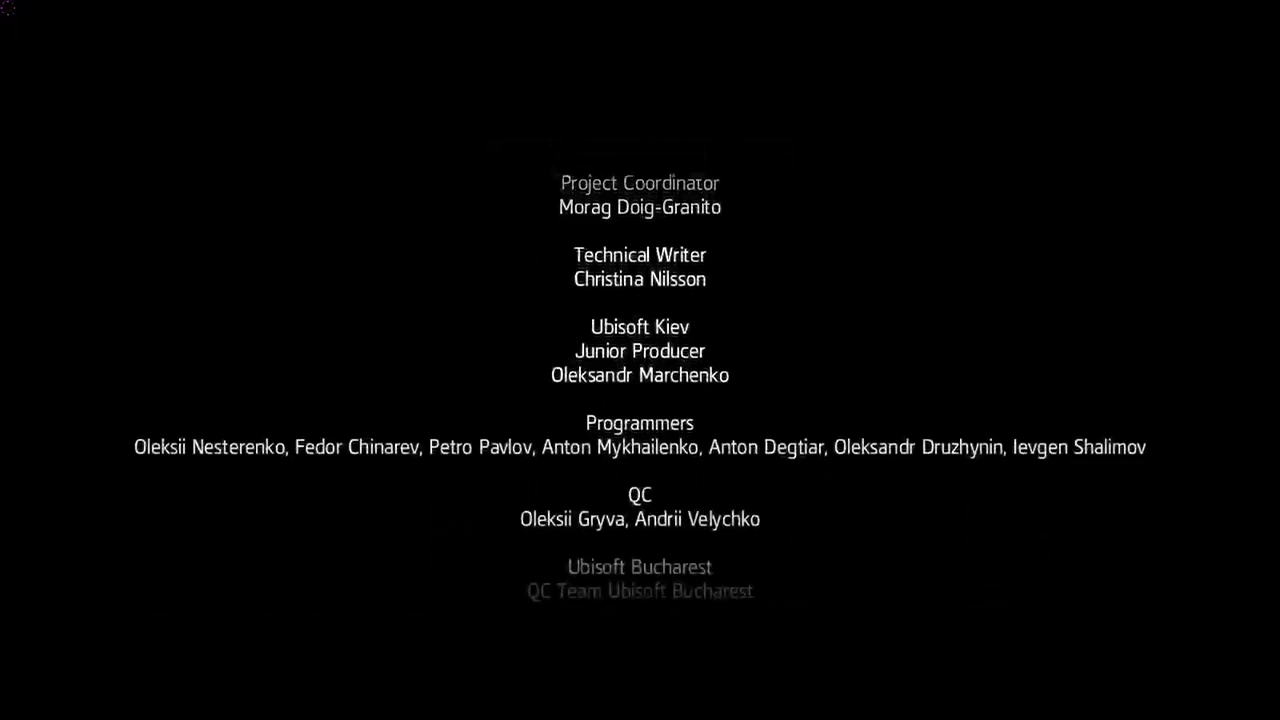 Project Coordinator
Morag Doig-Granito
Technical Writer
Christina Nilsson
Ubisoft Kiev
Junior Producer
Oleksandr Marchenko
Programmers
Oleksii Nesterenko, Fedor Chinarev, Petro Pavlov, Anton Mykhailenko, Anton Degtiar, Oleksandr Druzhynin, Ievgen Shalimov
QC
Oleksii Gryva, Andrii Velychko
Ubisoft Bucharest
QC Team Ubisoft Bucharest